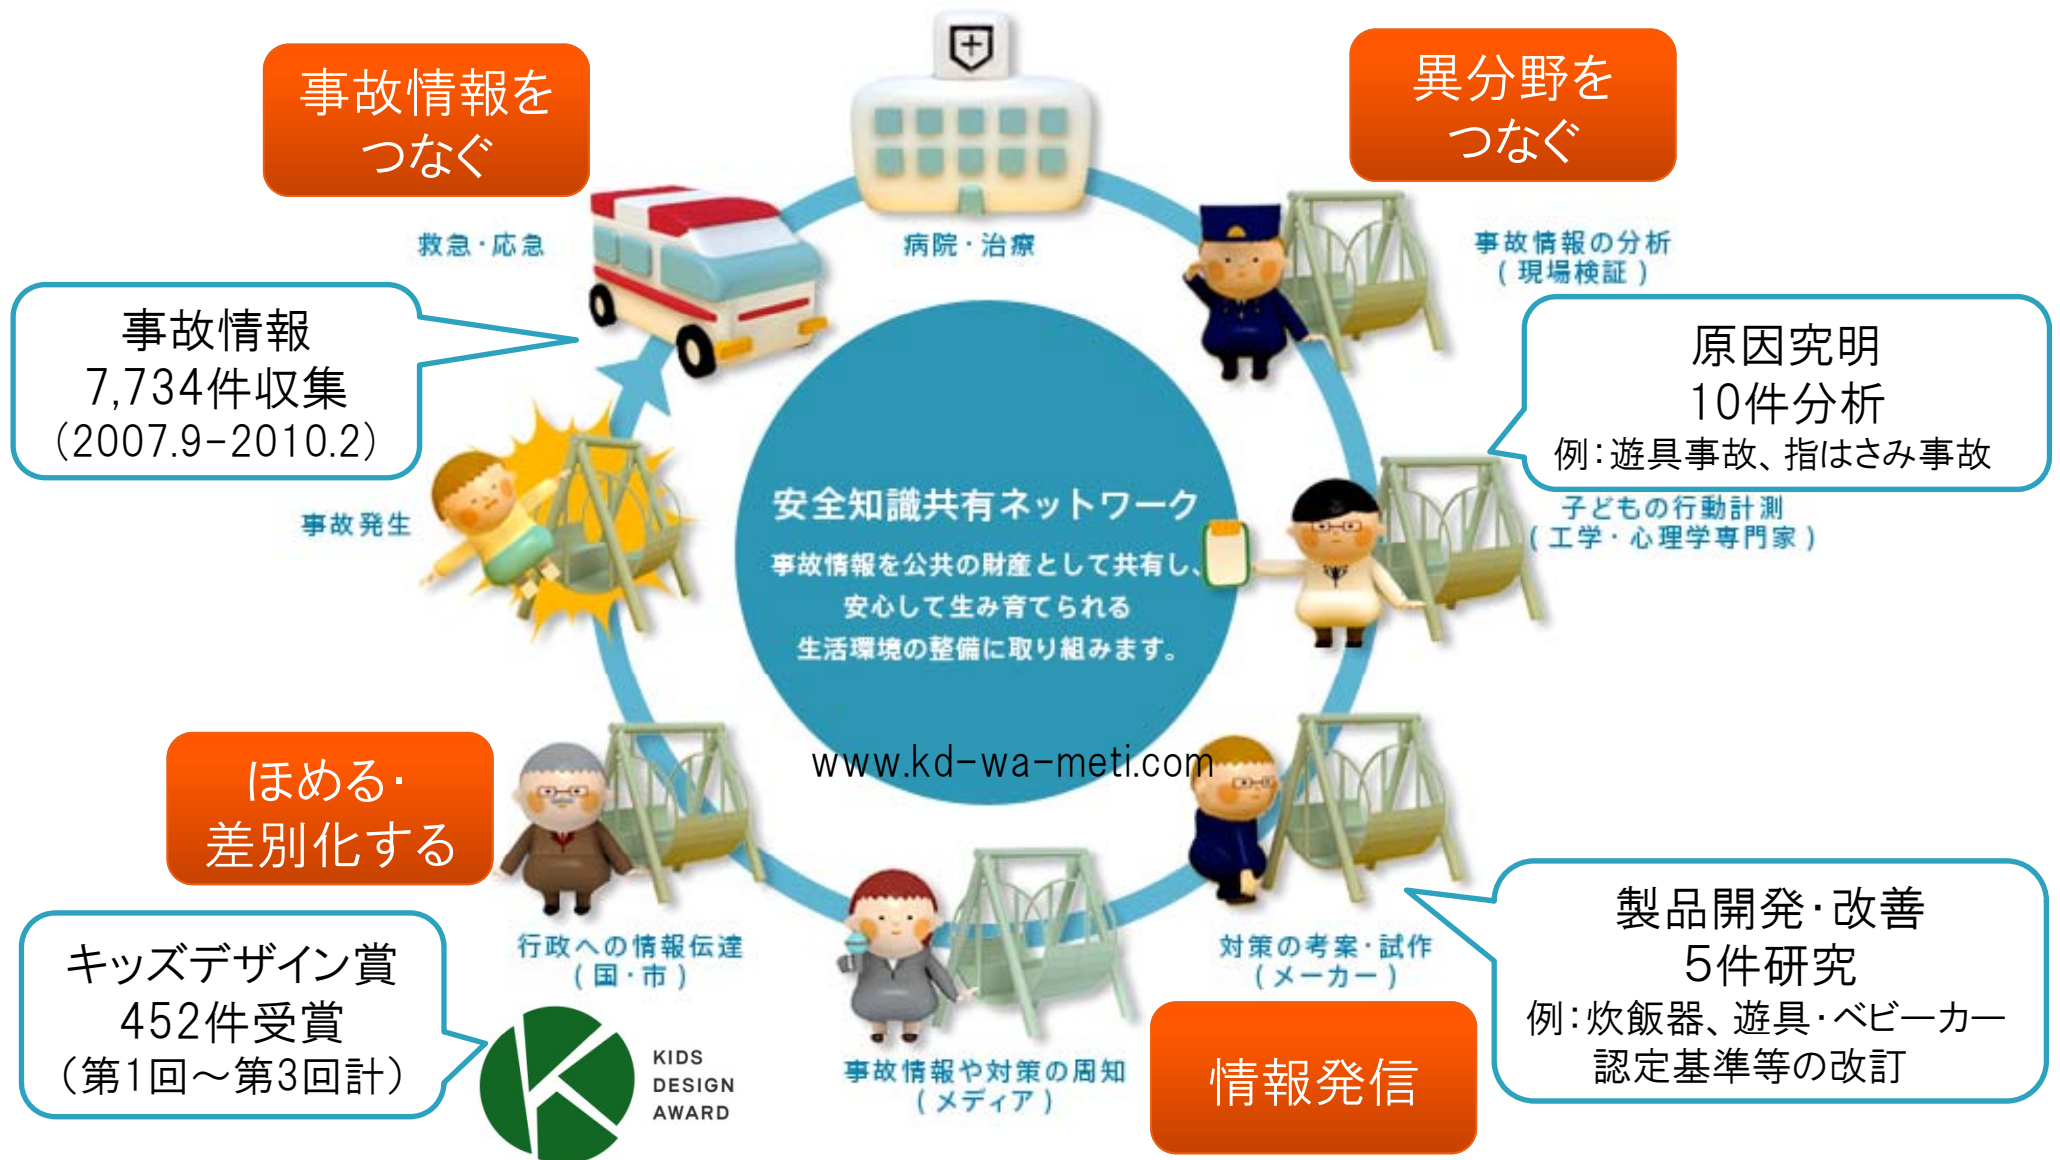 事故情報を
つなぐ
異分野を
つなぐ
救急・応急
病院・治療
事故情報の分析
(現場検証)
事故情報
7,734件収集
(2007.9-2010.2)
原因究明
10件分析
例：遊具事故、指はさみ事故
事故発生
安全知識共有ネットワーク
事故情報を公共の財産として共有し、
安心して生み育てられる
生活環境の整備に取り組みます。
www.kd-wa-meti.com
子どもの行動計測
(工学・心理学専門家)
ほめる・
差別化する
キッズデザイン賞
452件受賞
(第1回～第3回計)
行政への情報伝達
(国・市)
KIDS
DESIGN
AWARD
事故情報や対策の周知
(メディア)
対策の考案・試作
(メーカー)
情報発信
製品開発・改善
5件研究
例：炊飯器、遊具・ベビーカー
認定基準等の改訂